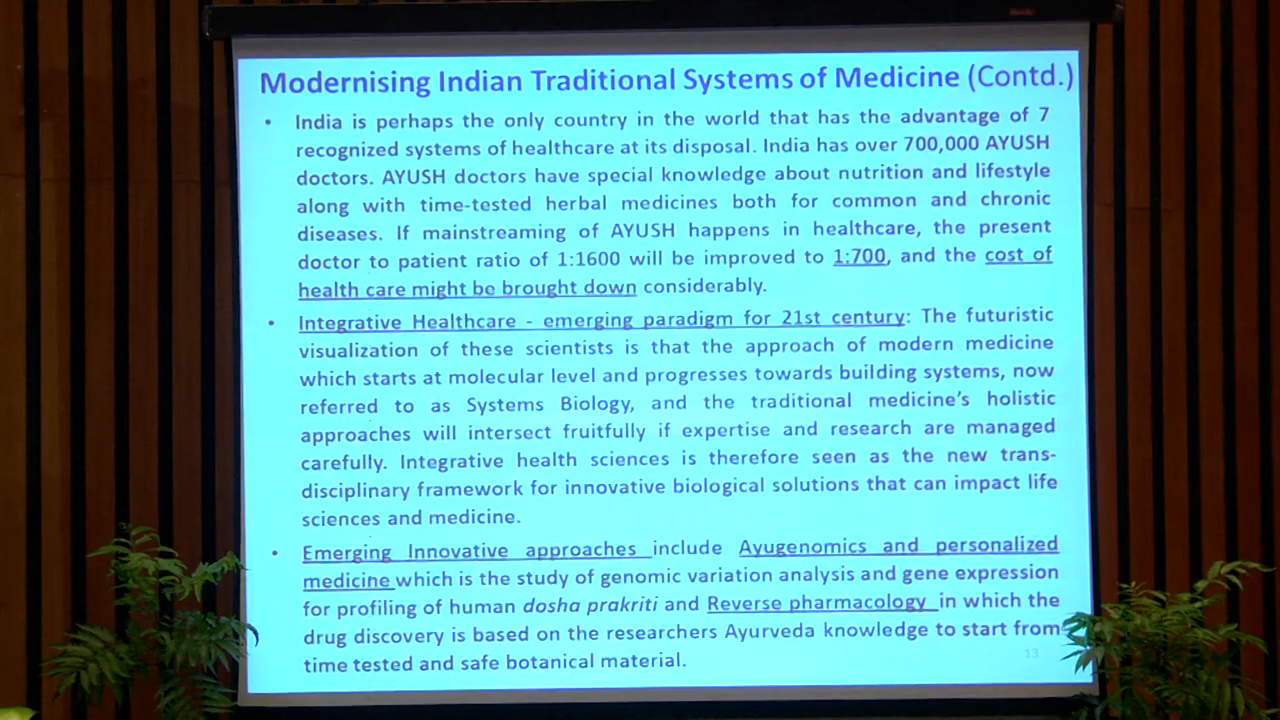 Modernising Indian Traditional Systems of Medicine (Contd.)
• India is perhaps the only country in the world that has the advantage of 7
recognized systems of healthcare at its disposal. India has over 700,000 AYUSH
doctors. AYUSH doctors have special knowledge about nutrition and lifestyle
along with time-tested herbal medicines both for common and chronic
diseases. If mainstreaming of AYUSH happens in healthcare, the present
doctor to patient ratio of 1:1600 will be improved to 1:700, and the cost of
health care might be brought down considerably.
• Integrative Healthcare - emerging paradigm for 21st century: The futuristic
visualization of these scientists is that the approach of modern medicine
which starts at molecular level and progresses towards building systems, now
referred to as Systems Biology, and the traditional medicine's holistic
approaches will intersect fruitfully if expertise and research are managed
carefully. Integrative health sciences is therefore seen as the new trans-
disciplinary framework for innovative biological solutions that can impact life
sciences and medicine.
• Emerging Innovative approaches include Ayugenomics and personalized
medicine which is the study of genomic variation analysis and gene expression
for profiling of human dosha prakriti and Reverse pharmacology in which the
drug discovery is based on the researchers Ayurveda knowledge to start from
time tested and safe botanical material.
13